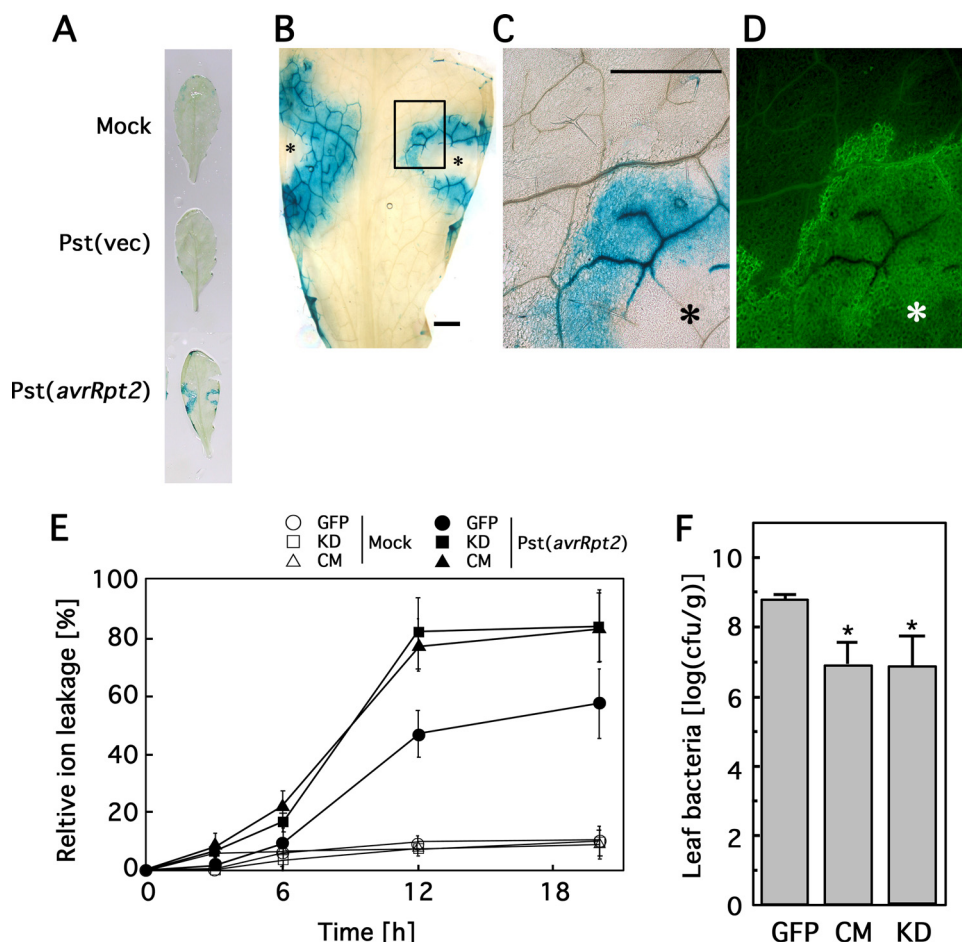 A
B
C
D
Mock
Pst(vec)
Pst(avrRpt2)
*
*
*
*
E
GFP
KD
CM
Mock
GFP
KD
CM
Pst(avrRpt2)
Reltive ion leakage [%]
100
80
60
40
20
0
0
6
12
18
Time [h]
F
Leaf bacteria [log(cfu/g)]
10
8
6
4
2
0
*
*
GFP CM KD